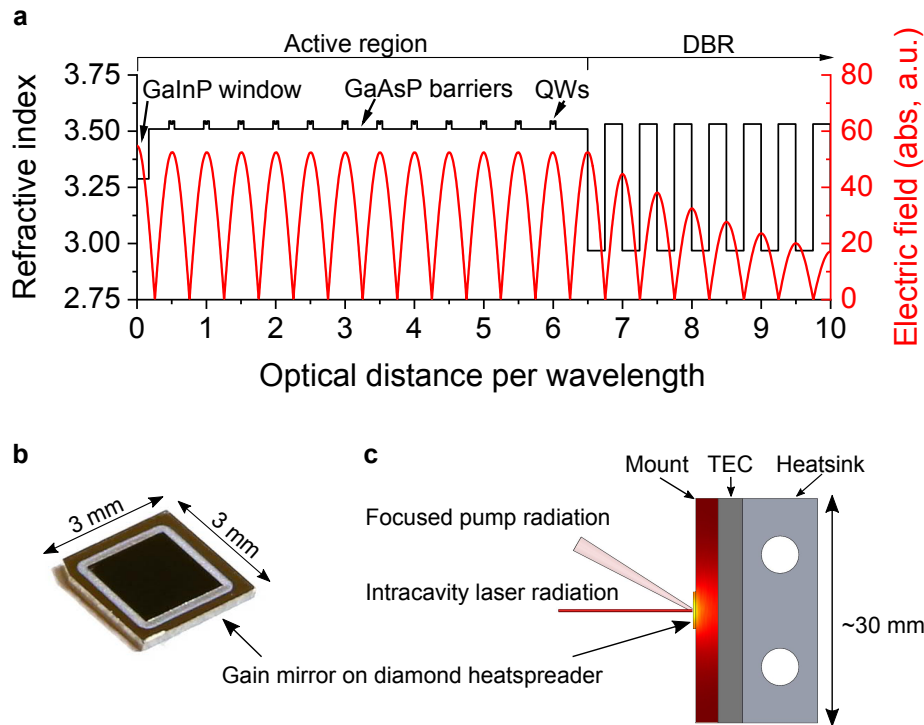 a
Active region
DBR
3.75
3.50
3.25
3.00
2.75
Refractive index
GaInP window
GaAsP barriers
QWs
80
60
40
20
0
Electric field (abs, a.u.)
0 1 2 3 4 5 6 7 8 9 10
Optical distance per wavelength
b
3 mm
3 mm
c
Mount
TEC
Heatsink
Focused pump radiation
Intracavity laser radiation
~30 mm
Gain mirror on diamond heatspreader